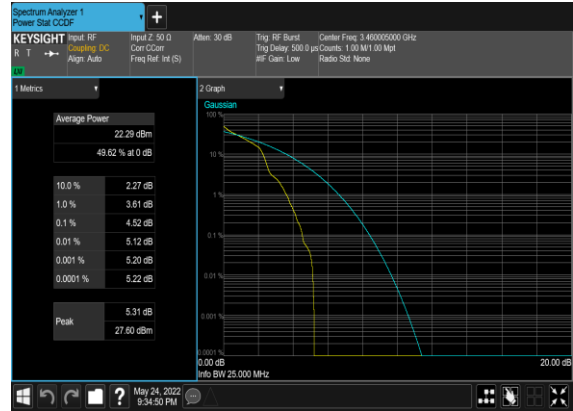 Spectrum Analyzer 1
Power Stat CCDF
KEYSIGHT
R T
LXI
Input: RF
Coupling: DC
Align: Auto
Input Z: 50 Ω
Corr CCorr
Freq Ref: Int (S)
Atten: 30 dB
Trig: RF Burst
Trig Delay: 500.0 µs
#IF Gain: Low
Center Freq: 3.460005000 GHz
Counts: 1.00 M/1.00 Mpt
Radio Std: None
1 Metrics
Average Power
22.29 dBm
49.62 % at 0 dB
10.0 % 2.27 dB
1.0 % 3.61 dB
0.1 % 4.52 dB
0.01 % 5.12 dB
0.001 % 5.20 dB
0.0001 % 5.22 dB
Peak 5.31 dB
27.60 dBm
2 Graph
Gaussian
100 %
10 %
1 %
0.1 %
0.01 %
0.001 %
0.0001 %
0.00 dB 20.00 dB
Info BW 25.000 MHz
May 24, 2022
9:34:50 PM